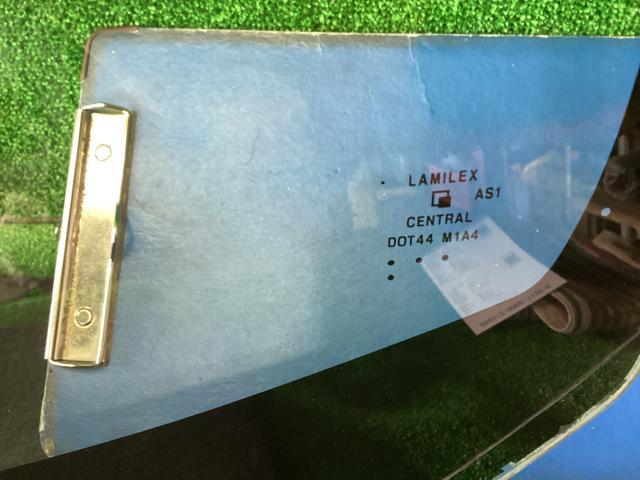 LAMILEX
AS1
CENTRAL
DOT44 M1A4